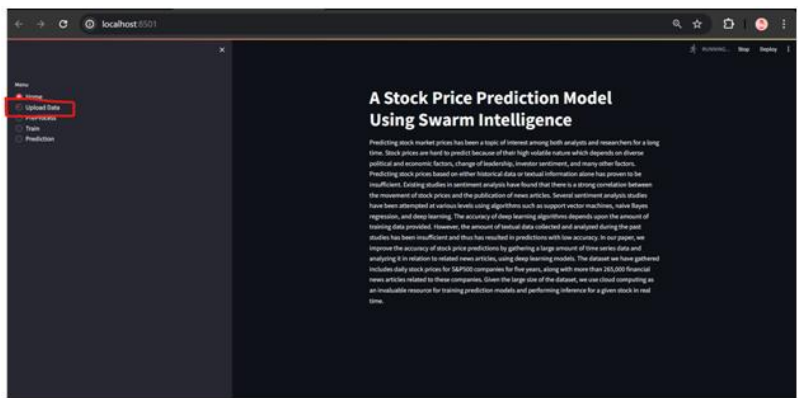 localhost:8501
RUNNING... Stop Deploy
Menu
Home
Upload Data
PreProcess
Train
Prediction
A Stock Price Prediction Model
Using Swarm Intelligence
Predicting stock market prices has been a topic of interest among both analysts and researchers for a long
time. Stock prices are hard to predict because of their high volatile nature which depends on diverse
political and economic factors, change of leadership, investor sentiment, and many other factors.
Predicting stock prices based on either historical data or textual information alone has proven to be
insufficient. Existing studies in sentiment analysis have found that there is a strong correlation between
the movement of stock prices and the publication of news articles. Several sentiment analysis studies
have been attempted at various levels using algorithms such as support vector machines, naive Bayes
regression, and deep learning. The accuracy of deep learning algorithms depends upon the amount of
training data provided. However, the amount of textual data collected and analyzed during the past
studies has been insufficient and thus has resulted in predictions with low accuracy. In our paper, we
improve the accuracy of stock price predictions by gathering a large amount of time series data and
analyzing it in relation to related news articles, using deep learning models. The dataset we have gathered
includes daily stock prices for S&P500 companies for five years, along with more than 265,000 financial
news articles related to these companies. Given the large size of the dataset, we use cloud computing as
an invaluable resource for training prediction models and performing inference for a given stock in real
time.